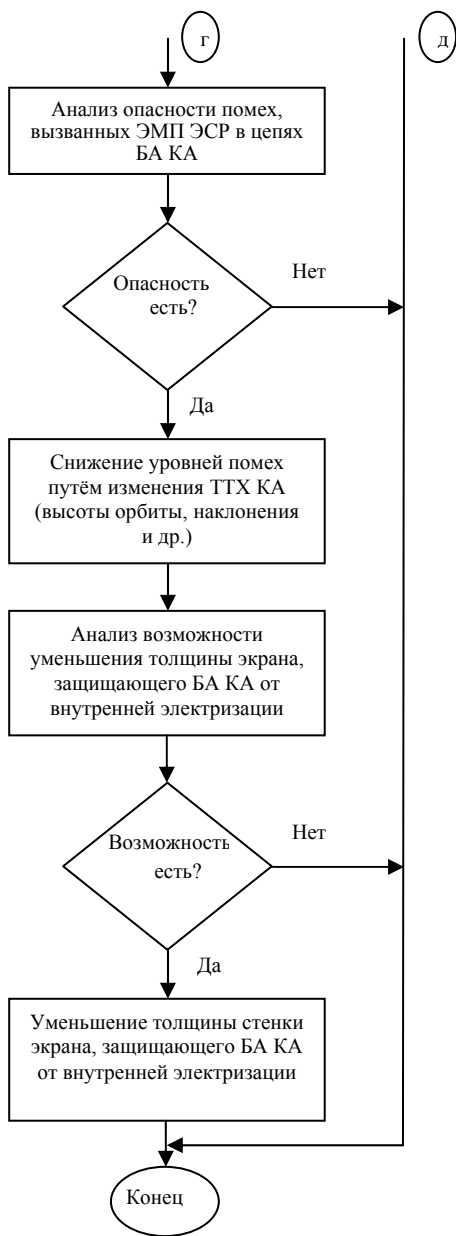 г
д
Анализ опасности помех,
вызванных ЭМП ЭСР в цепях
БА КА
Опасность
есть?
Нет
Да
Снижение уровней помех
путём изменения ТТХ КА
(высоты орбиты, наклонения
и др.)
Анализ возможности
уменьшения толщины экрана,
защищающего БА КА от
внутренней электризации
Возможность
есть?
Нет
Да
Уменьшение толщины стенки
экрана, защищающего БА КА
от внутренней электризации
Конец